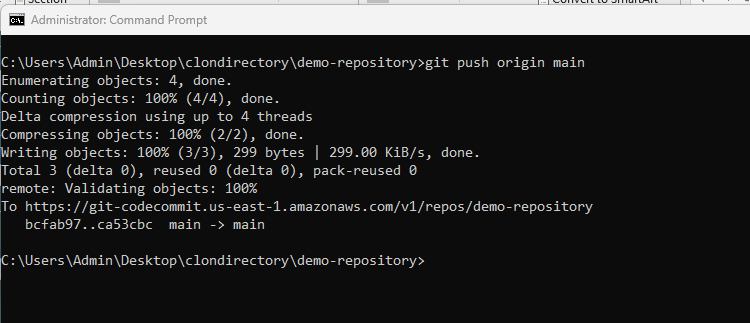 Section
Convert to SmartArt
Administrator: Command Prompt
C:\Users\Admin\Desktop\clondirectory\demo-repository>git push origin main
Enumerating objects: 4, done.
Counting objects: 100% (4/4), done.
Delta compression using up to 4 threads
Compressing objects: 100% (2/2), done.
Writing objects: 100% (3/3), 299 bytes | 299.00 KiB/s, done.
Total 3 (delta 0), reused 0 (delta 0), pack-reused 0
remote: Validating objects: 100%
To https://git-codecommit.us-east-1.amazonaws.com/v1/repos/demo-repository
   bcfab97..ca53cbc  main -> main
C:\Users\Admin\Desktop\clondirectory\demo-repository>